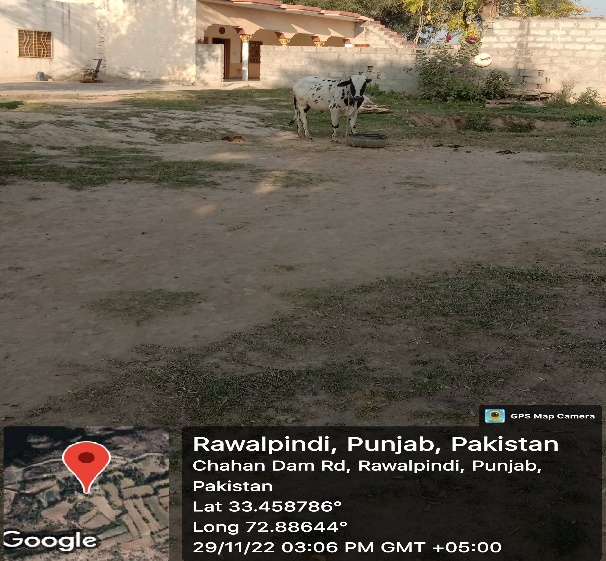 GPS Map Camera
Rawalpindi, Punjab, Pakistan
Chahan Dam Rd, Rawalpindi, Punjab,
Pakistan
Lat 33.458786°
Long 72.88644°
29/11/22 03:06 PM GMT +05:00
Google